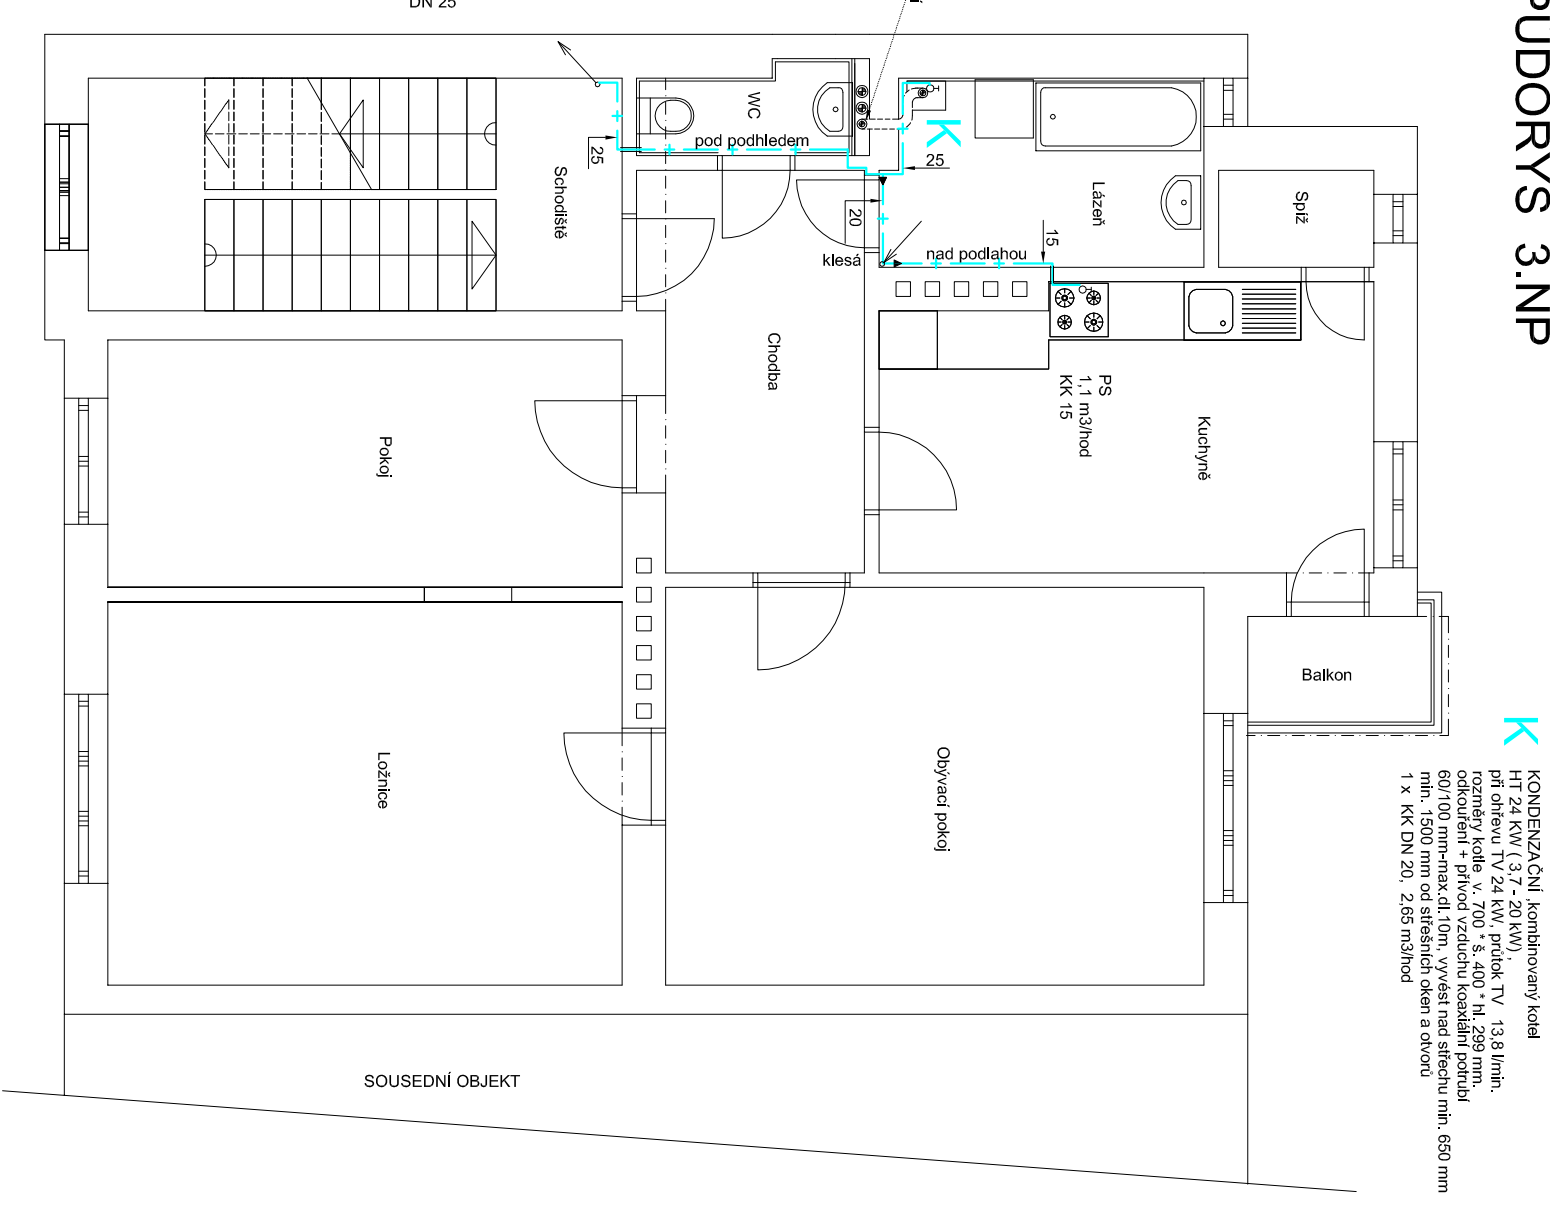 PŮDORYS 3.NP
DN 25
WC
pod podhledem
25
Schodiště
K
25
20
klesá
nad podlahou
15
Lázeň
Spíž
Chodba
PS
1,1 m3/hod
KK 15
Kuchyně
Pokoj
Balkon
Ložnice
Obývací pokoj
SOUSEDNÍ OBJEKT
K
KONDENZAČNÍ ,kombinovaný kotel
HT 24 KW ( 3,7 - 20 kW) ,
při ohřevu TV 24 kW, průtok TV 13,8 l/min.
rozměry kotle v. 700 * š. 400 * hl. 299 mm.
odkouření + přívod vzduchu koaxiální potrubí
60/100 mm-max.dl.10m, vyvést nad střechu min. 650 mm
min. 1500 mm od střešních oken a otvorů
1 x KK DN 20, 2,65 m3/hod